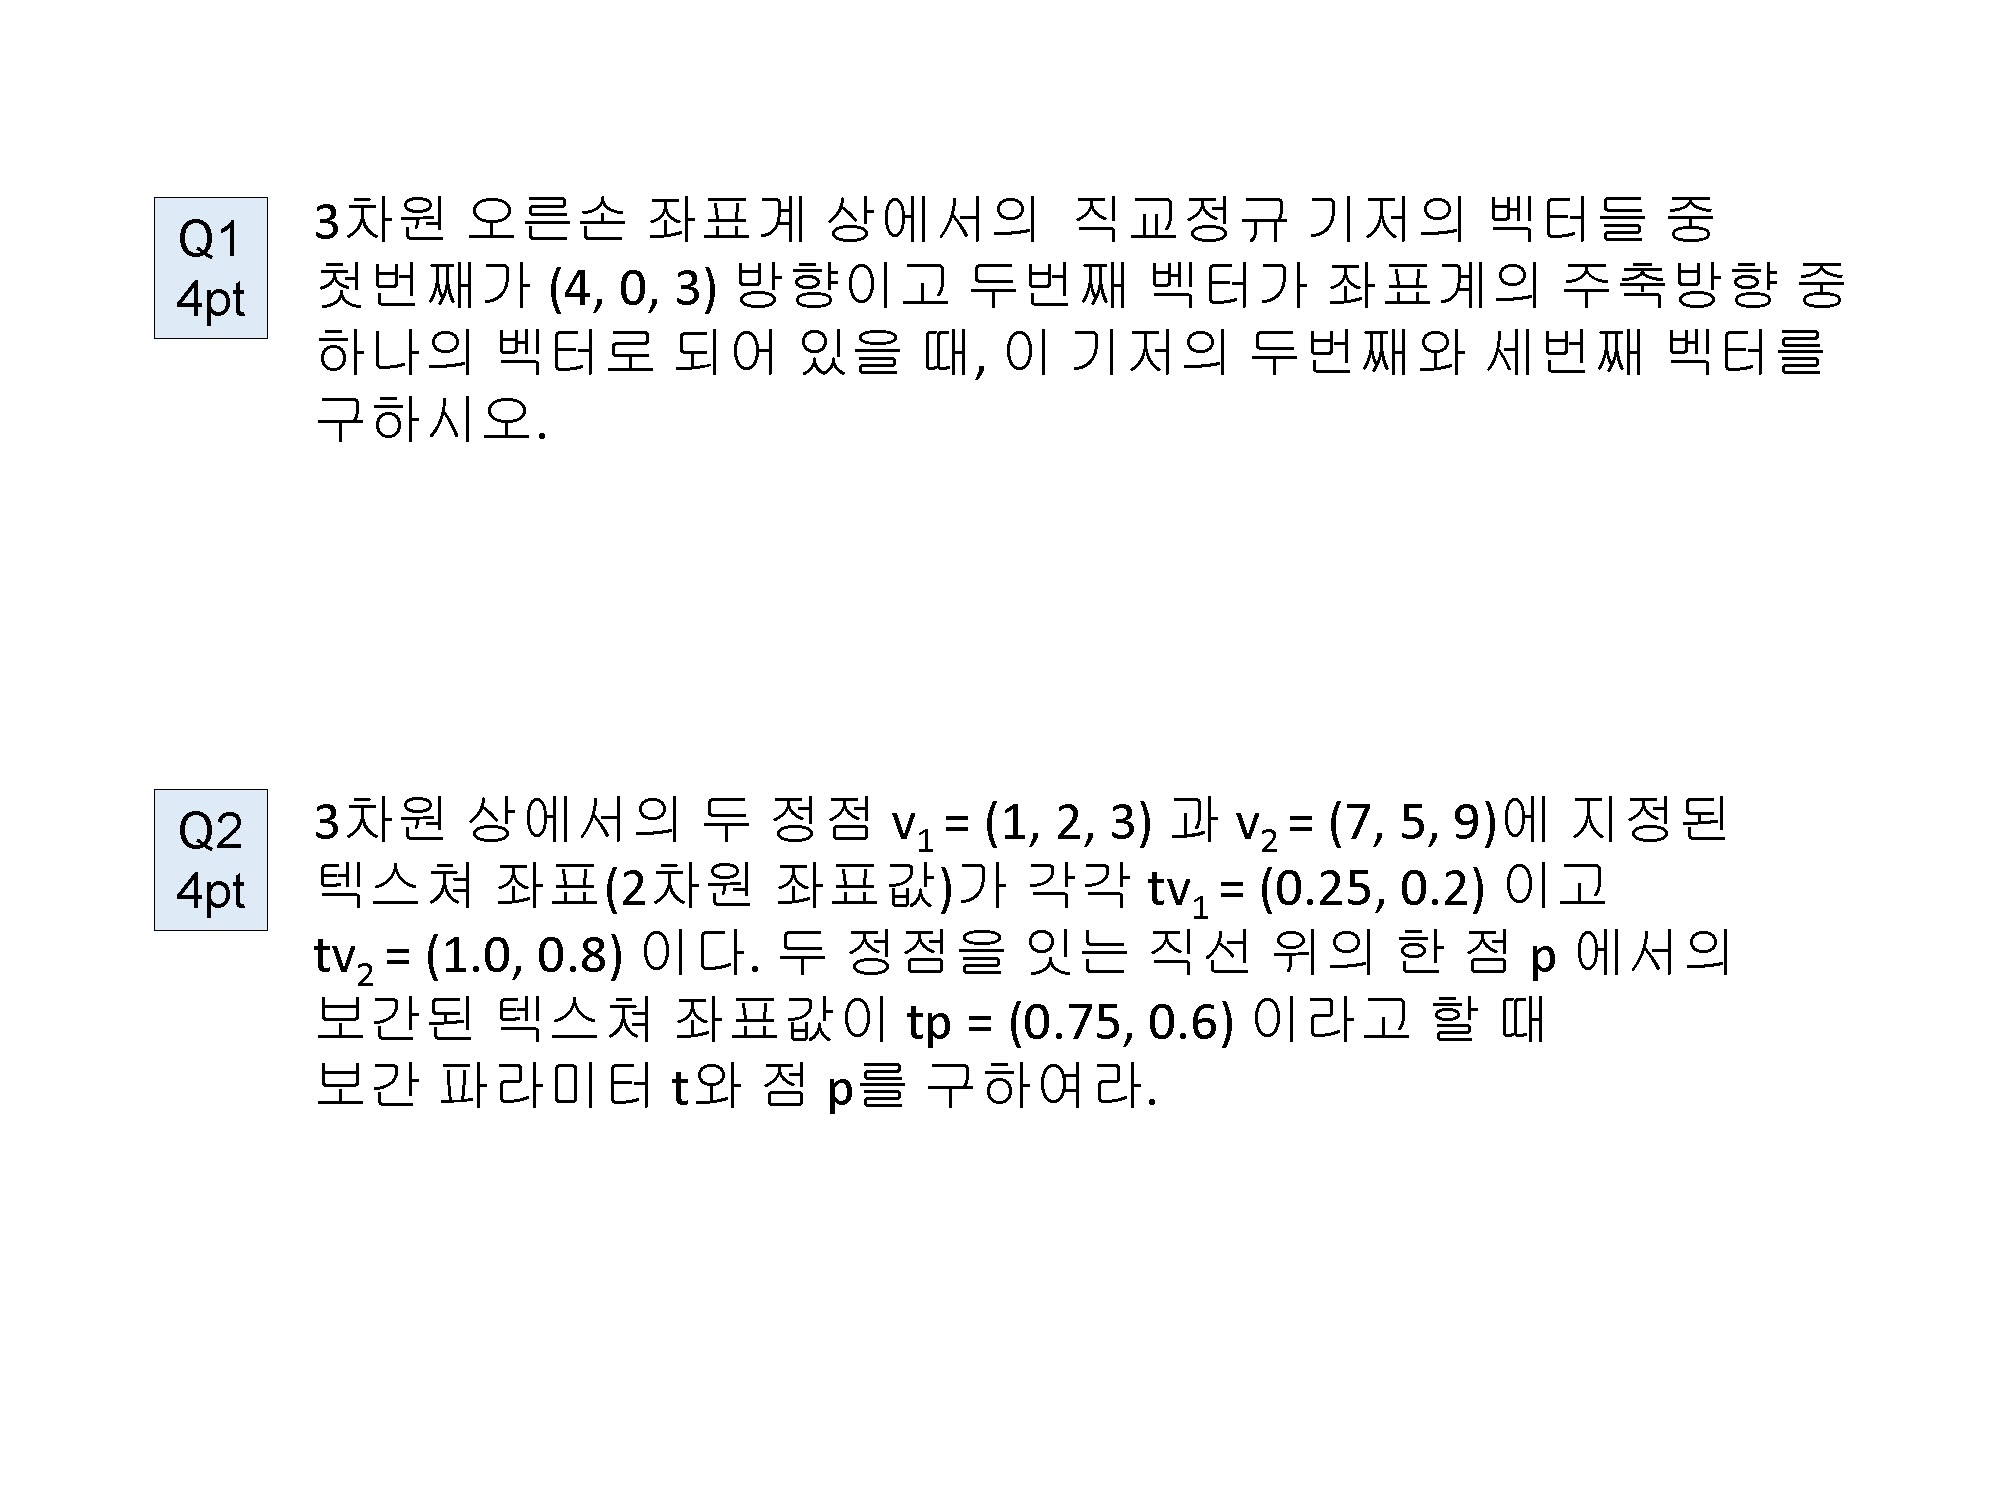 Q1
4pt
3차원 오른손 좌표계 상에서의 직교정규 기저의 벡터들 중
첫번째가 (4, 0, 3) 방향이고 두번째 벡터가 좌표계의 주축방향 중
하나의 벡터로 되어 있을 때, 이 기저의 두번째와 세번째 벡터를
구하시오.
Q2
4pt
3차원 상에서의 두 정점 v₁ = (1, 2, 3) 과 v₂ = (7, 5, 9)에 지정된
텍스쳐 좌표(2차원 좌표값)가 각각 tv₁ = (0.25, 0.2) 이고
tv₂ = (1.0, 0.8) 이다. 두 정점을 잇는 직선 위의 한 점 p 에서의
보간된 텍스쳐 좌표값이 tp = (0.75, 0.6) 이라고 할 때
보간 파라미터 t와 점 p를 구하여라.